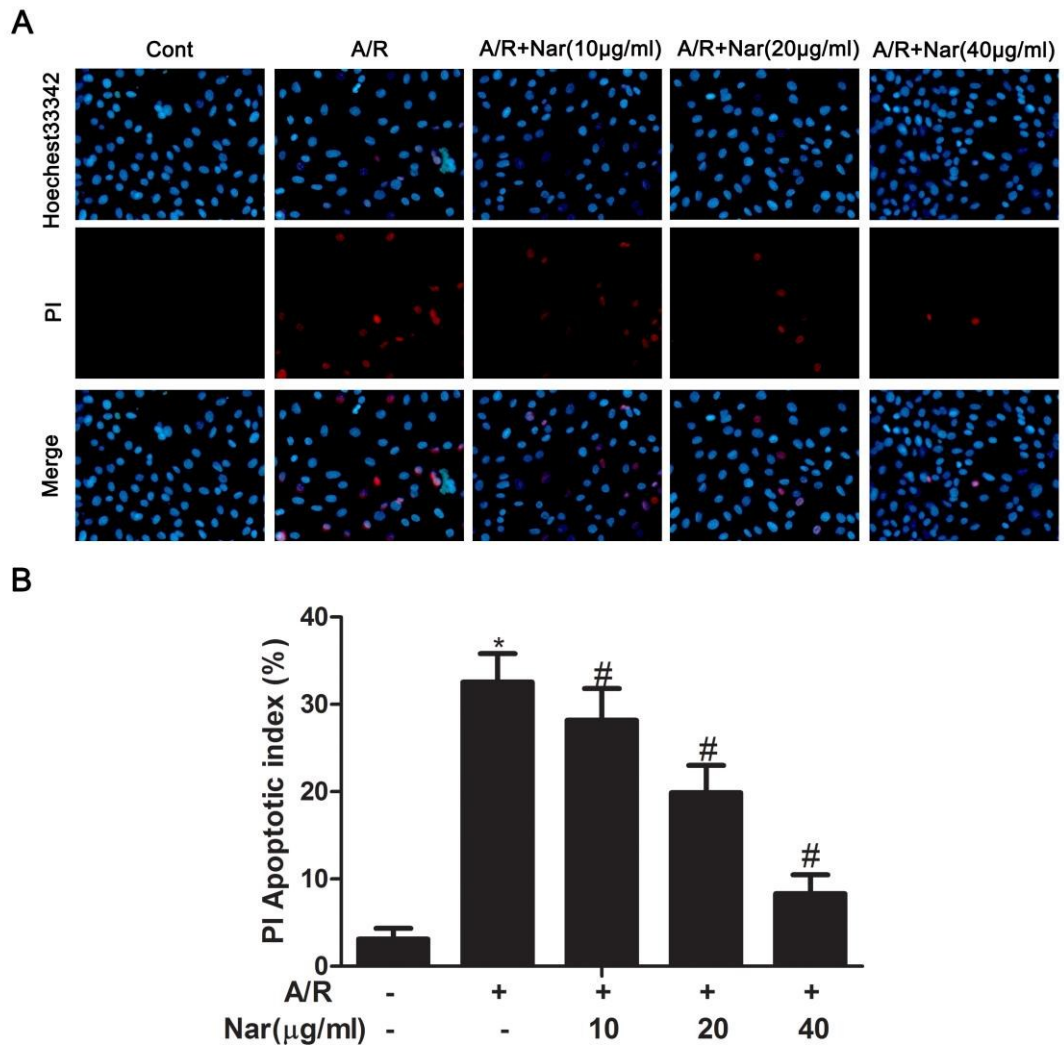 A
Cont A/R A/R+Nar(10μg/ml) A/R+Nar(20μg/ml) A/R+Nar(40μg/ml)
Hoechest33342
PI
Merge
B
PI Apoptotic index (%)
40
30
20
10
0
* # # # #
A/R - + + + +
Nar(μg/ml) - - 10 20 40